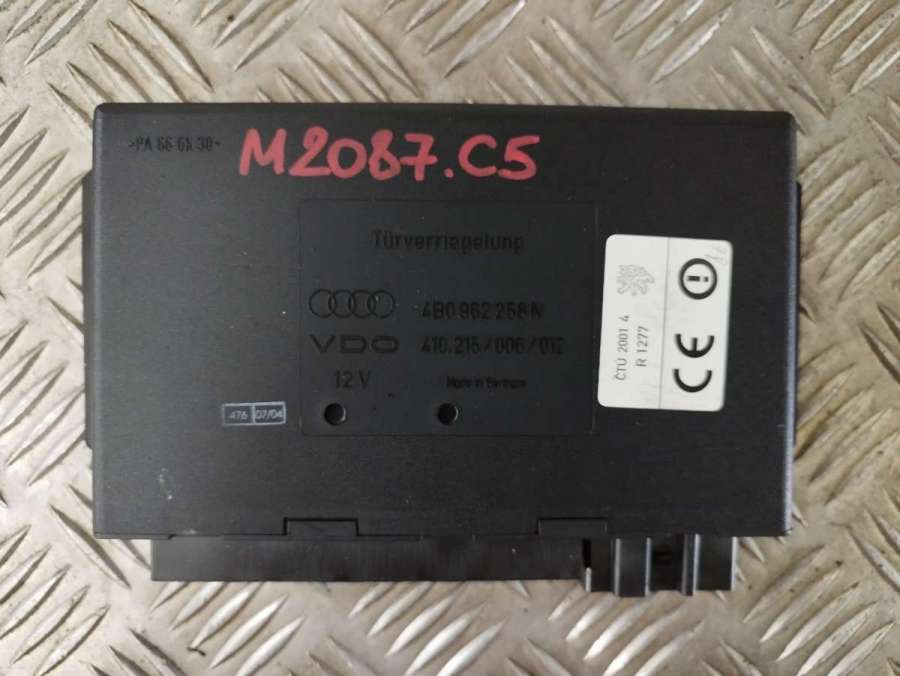 >PA 66 GK 30<
M2087.C5
Türverriegelung
4B0 962 258 N
VDO 410.215/006/012
12 V Made in Germany
476 07/04
ČTÚ 2001 4
R 1277
CE